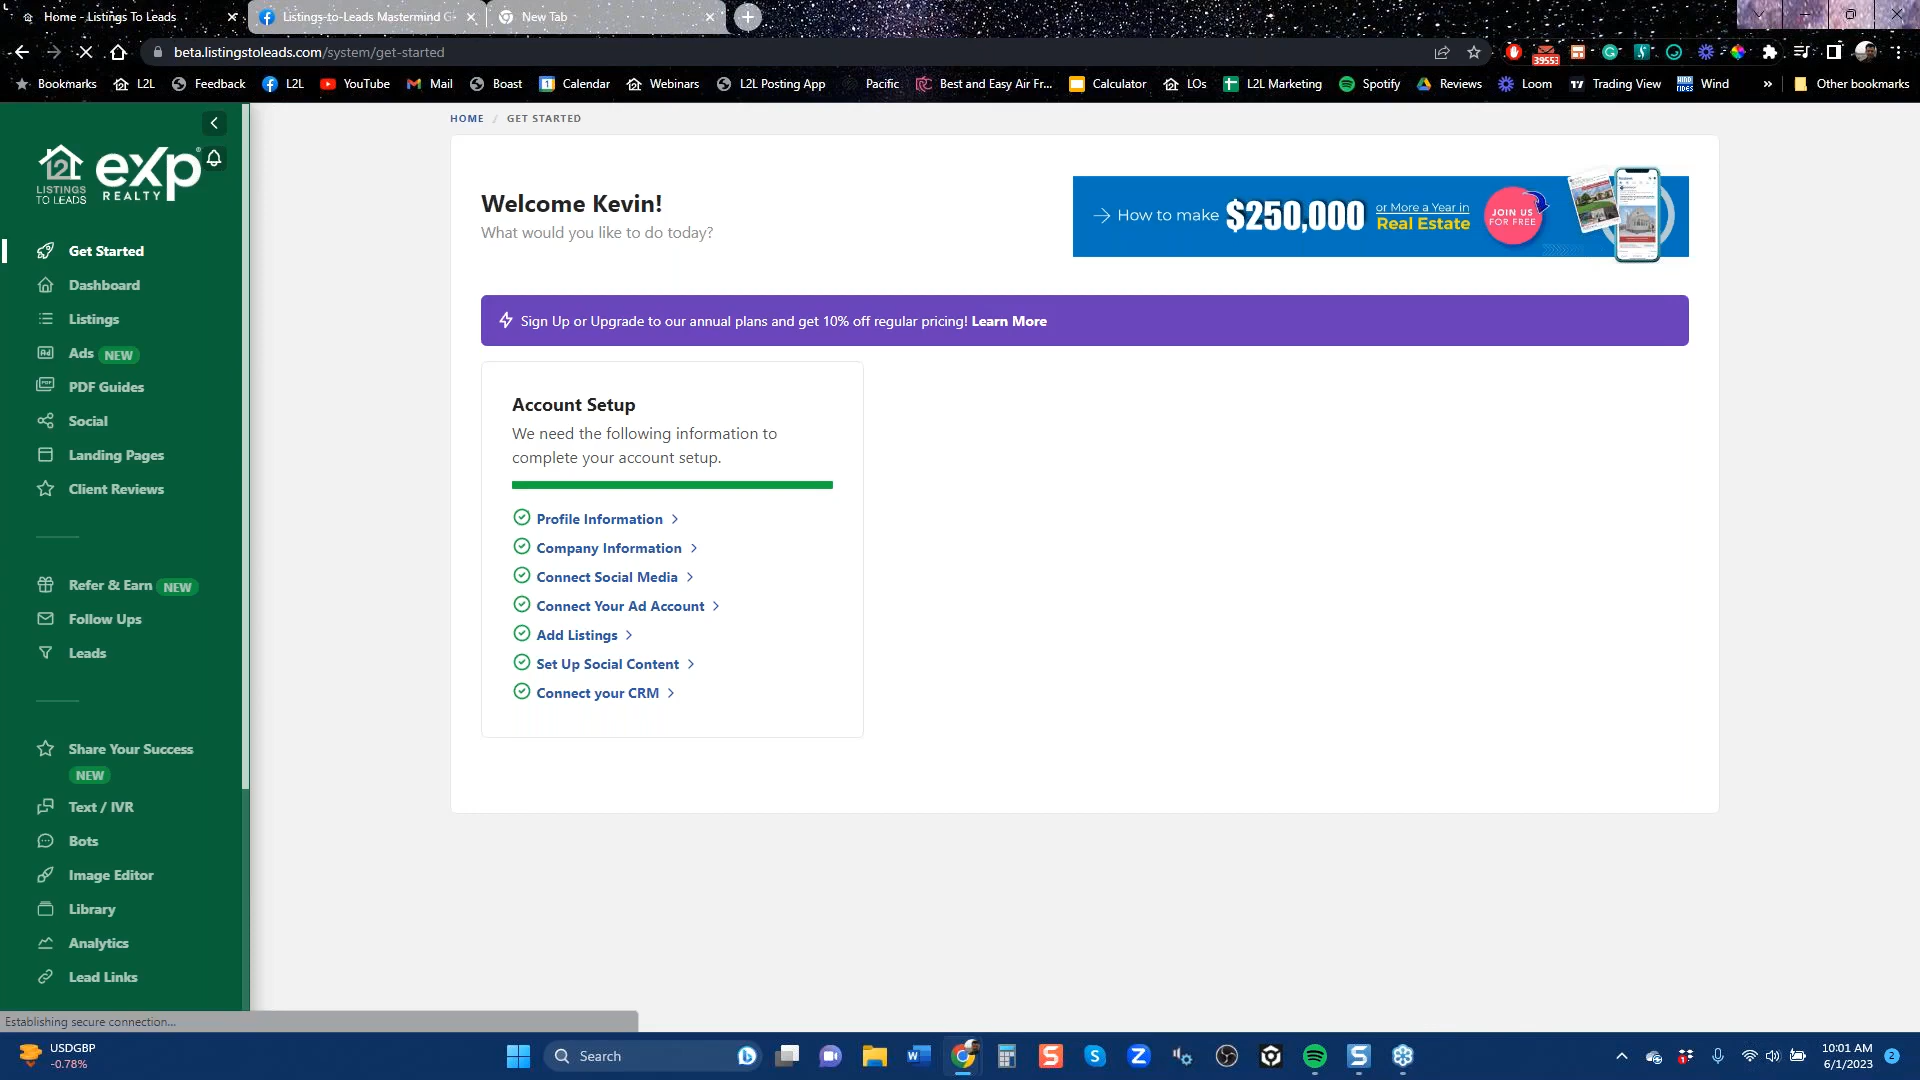 Home - Listings To Leads
Listings-to-Leads Mastermind G
New Tab
beta.listingstoleads.com/system/get-started
39553
Bookmarks
L2L
Feedback
L2L
YouTube
Mail
Boast
Calendar
Webinars
L2L Posting App
Pacific
Best and Easy Air Fr...
Calculator
LOs
L2L Marketing
Spotify
Reviews
Loom
Trading View
Wind
»
Other bookmarks
L2L
LISTINGS
TO LEADS
eXp
REALTY
Get Started
Dashboard
Listings
Ads NEW
PDF Guides
Social
Landing Pages
Client Reviews
Refer & Earn NEW
Follow Ups
Leads
Share Your Success
NEW
Text / IVR
Bots
Image Editor
Library
Analytics
Lead Links
HOME / GET STARTED
Welcome Kevin!
What would you like to do today?
How to make $250,000 or More a Year in Real Estate
JOIN US
FOR FREE
Sign Up or Upgrade to our annual plans and get 10% off regular pricing! Learn More
Account Setup
We need the following information to
complete your account setup.
Profile Information
Company Information
Connect Social Media
Connect Your Ad Account
Add Listings
Set Up Social Content
Connect your CRM
Establishing secure connection...
USDGBP
-0.78%
Search
10:01 AM
6/1/2023
2